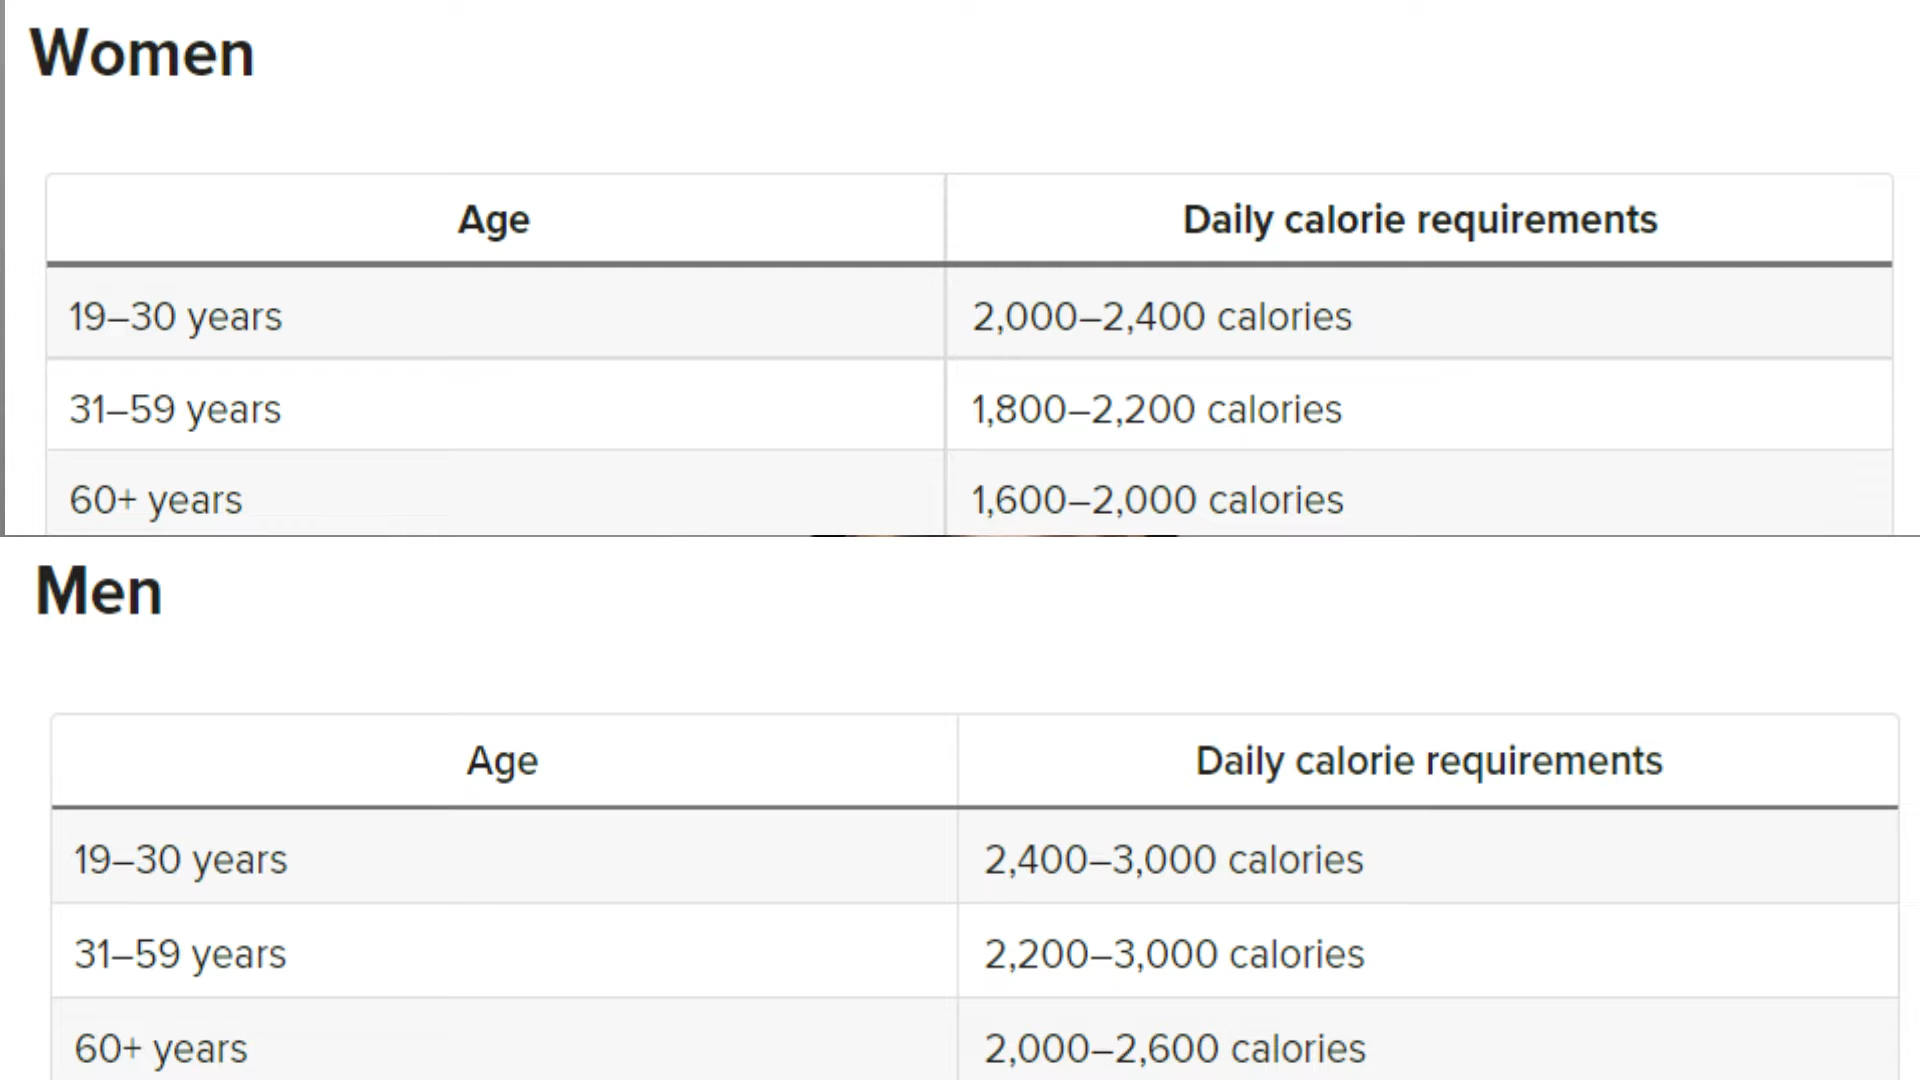 Women
Age Daily calorie requirements
19–30 years 2,000–2,400 calories
31–59 years 1,800–2,200 calories
60+ years 1,600–2,000 calories
Men
Age Daily calorie requirements
19–30 years 2,400–3,000 calories
31–59 years 2,200–3,000 calories
60+ years 2,000–2,600 calories